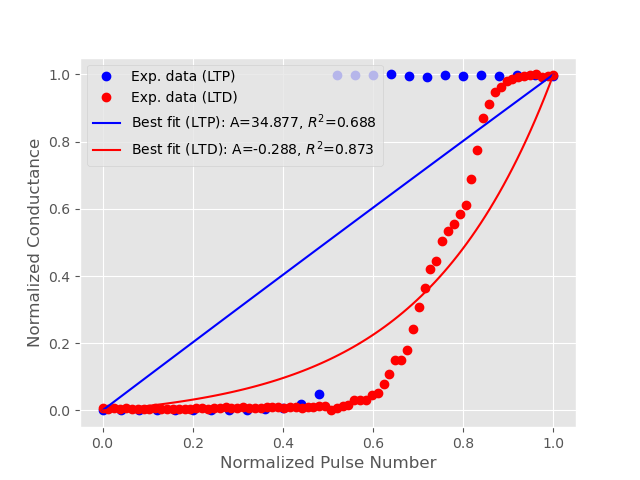 Exp. data (LTP)
Exp. data (LTD)
Best fit (LTP): A=34.877, R²=0.688
Best fit (LTD): A=-0.288, R²=0.873
1.0
0.8
0.6
0.4
0.2
0.0
Normalized Conductance
0.0 0.2 0.4 0.6 0.8 1.0
Normalized Pulse Number